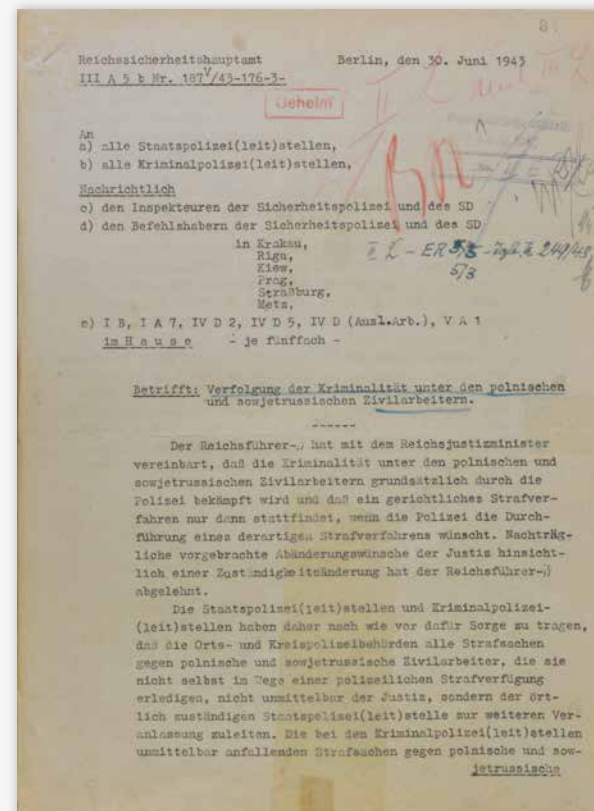 Reichssicherheitshauptamt Berlin, den 30. Juni 1943
III A 5 b Nr. 187V/43-176-3-
Geheim
An
a) alle Staatspolizei(leit)stellen,
b) alle Kriminalpolizei(leit)stellen,
Nachrichtlich
c) den Inspekteuren der Sicherheitspolizei und des SD
d) den Befehlshabern der Sicherheitspolizei und des SD
in Krakau,
Riga,
Kiew,
Prag,
Straßburg,
Metz,
e) I B, I A 7, IV D 2, IV D 5, IV D (Ausl.Arb.), V A 1
im Hause - je fünffach -
Betrifft: Verfolgung der Kriminalität unter den polnischen
und sowjetrussischen Zivilarbeitern.
------
Der Reichsführer-SS hat mit dem Reichsjustizminister
vereinbart, daß die Kriminalität unter den polnischen und
sowjetrussischen Zivilarbeitern grundsätzlich durch die
Polizei bekämpft wird und daß ein gerichtliches Strafver-
fahren nur dann stattfindet, wenn die Polizei die Durch-
führung eines derartigen Strafverfahrens wünscht. Nachträg-
liche vorgebrachte Abänderungswünsche der Justiz hinsicht-
lich einer Zuständigkeitsänderung hat der Reichsführer-SS
abgelehnt.
Die Staatspolizei(leit)stellen und Kriminalpolizei-
(leit)stellen haben daher nach wie vor dafür Sorge zu tragen,
daß die Orts- und Kreispolizeibehörden alle Strafsachen
gegen polnische und sowjetrussische Zivilarbeiter, die sie
nicht selbst im Wege einer polizeilichen Strafverfügung
erledigen, nicht unmittelbar der Justiz, sondern der ört-
lich zuständigen Staatspolizei(leit)stelle zur weiteren Ver-
anlassung zuleiten. Die bei den Kriminalpolizei(leit)stellen
unmittelbar anfallenden Strafsachen gegen polnische und sow-
jetrussische